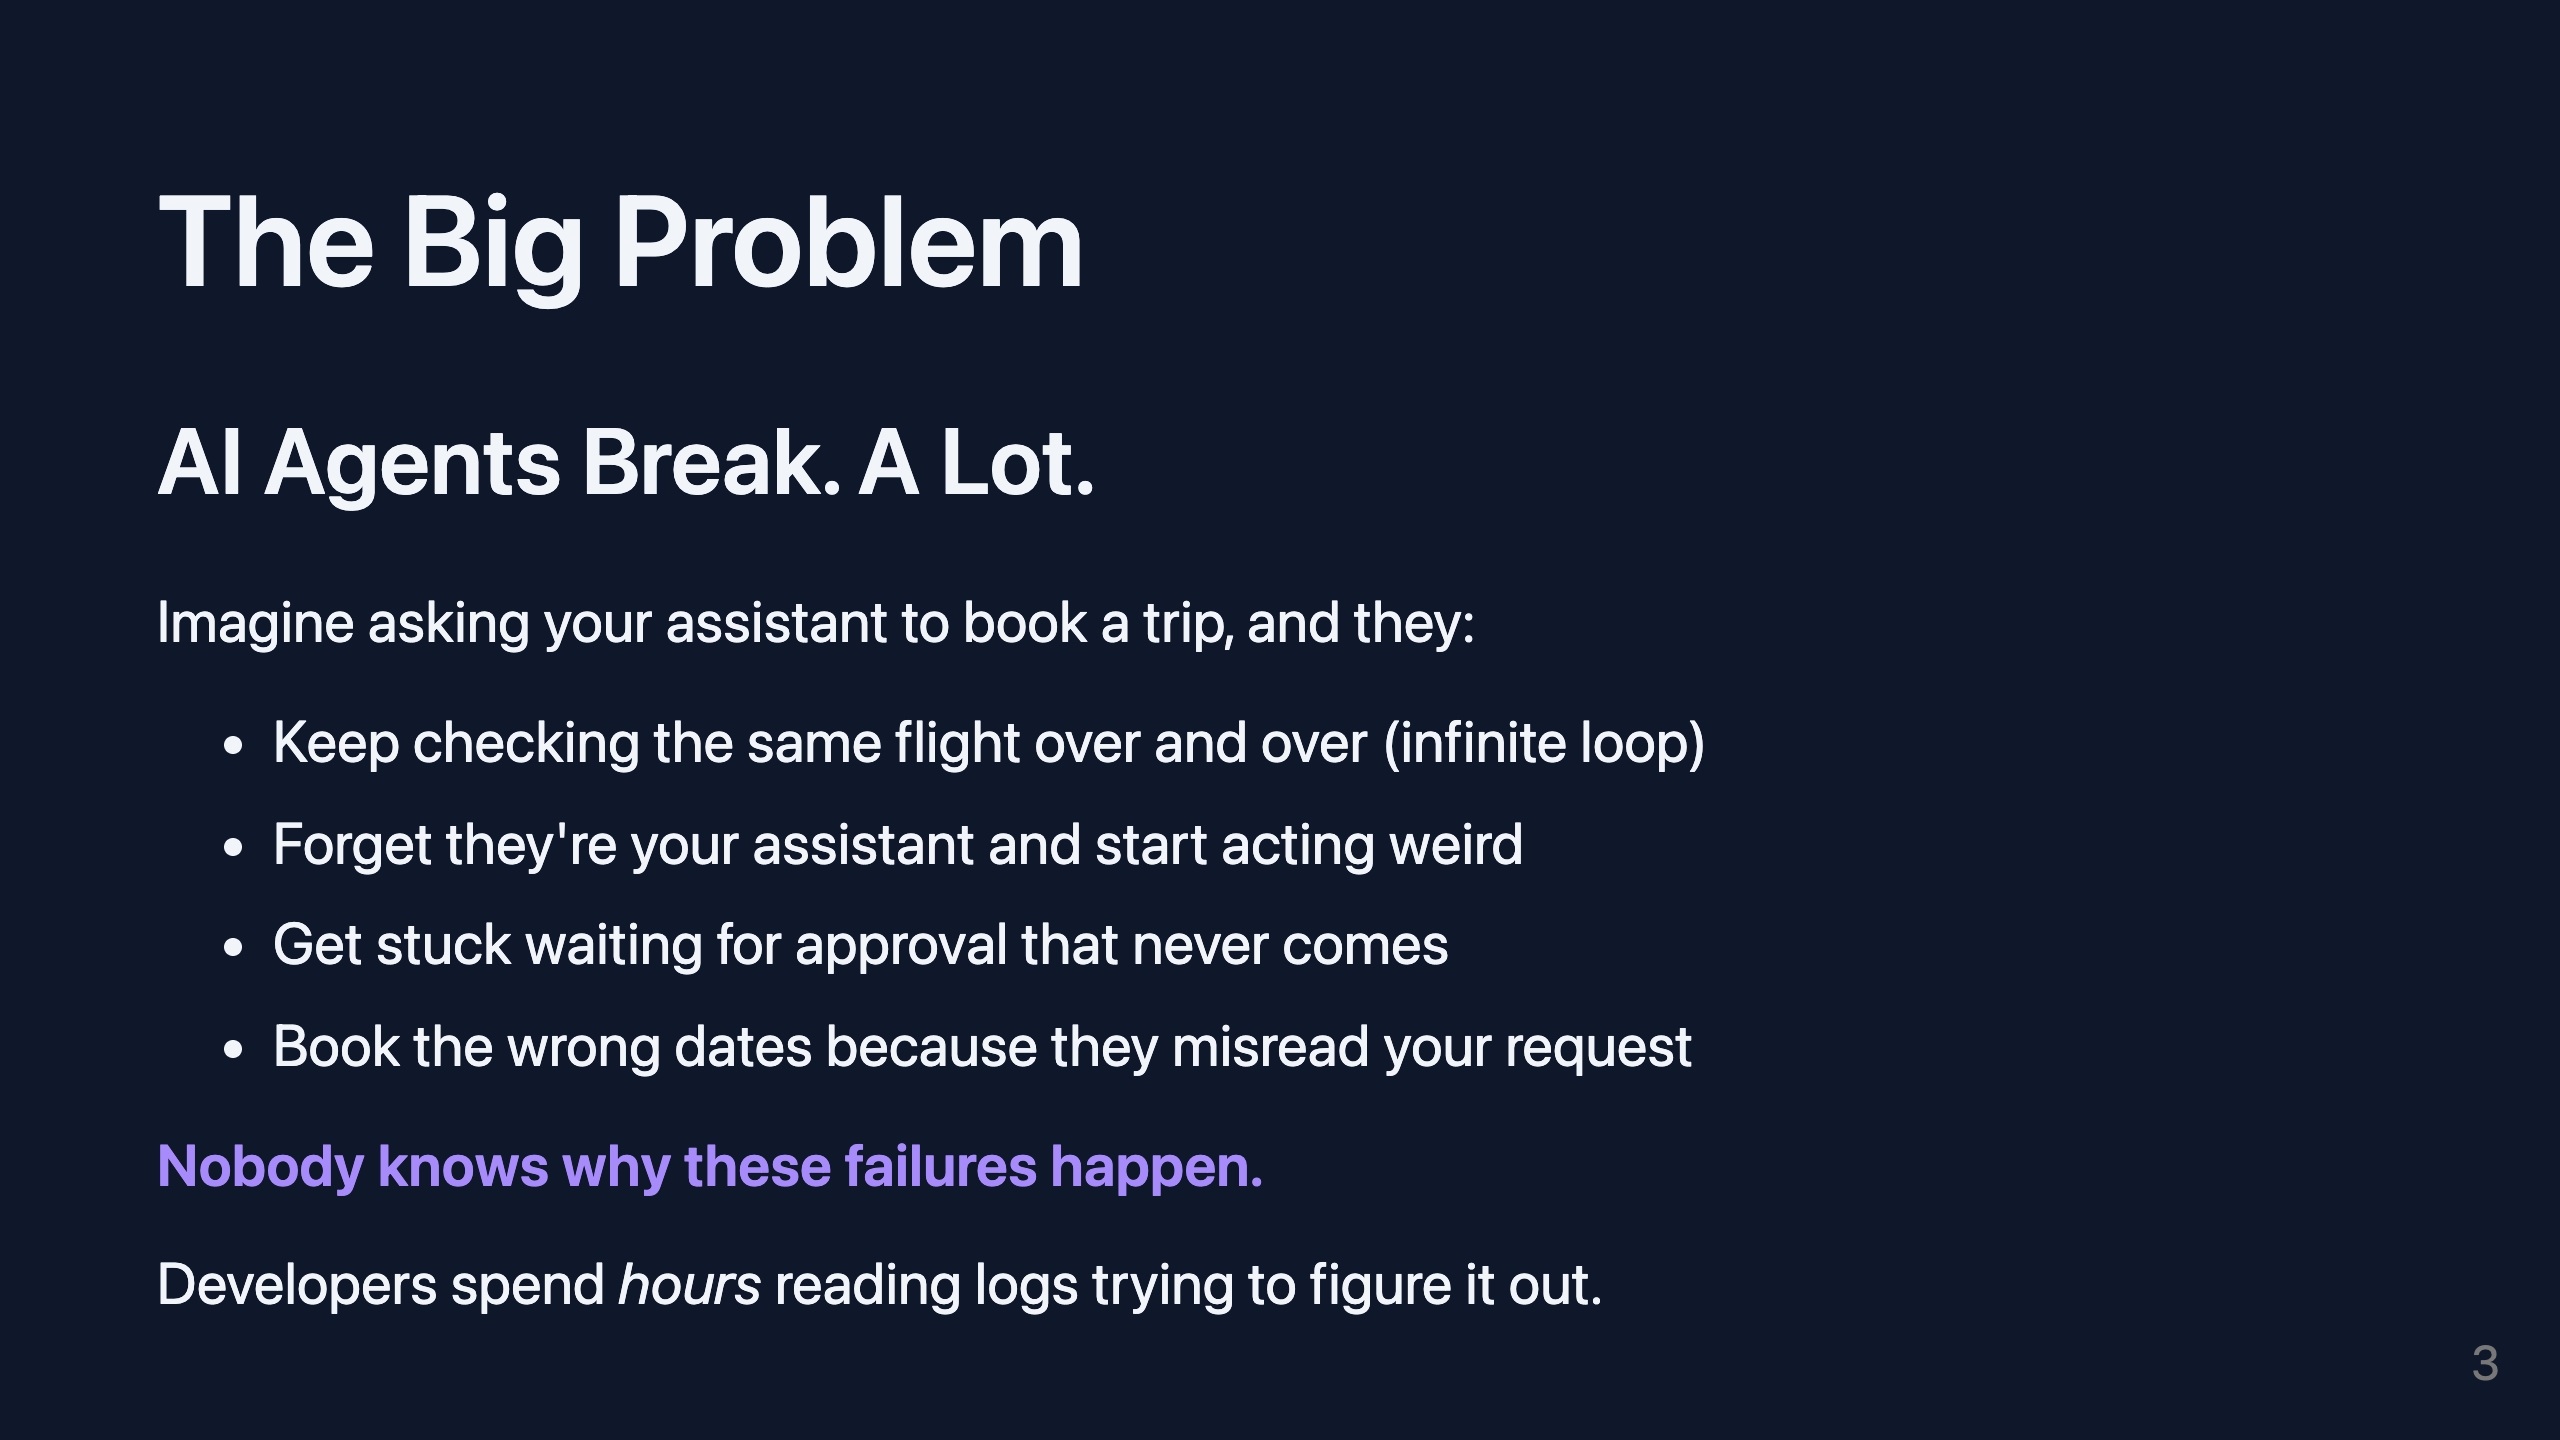 The Big Problem
AI Agents Break. A Lot.
Imagine asking your assistant to book a trip, and they:
• Keep checking the same flight over and over (infinite loop)
• Forget they're your assistant and start acting weird
• Get stuck waiting for approval that never comes
• Book the wrong dates because they misread your request
Nobody knows why these failures happen.
Developers spend hours reading logs trying to figure it out.
3